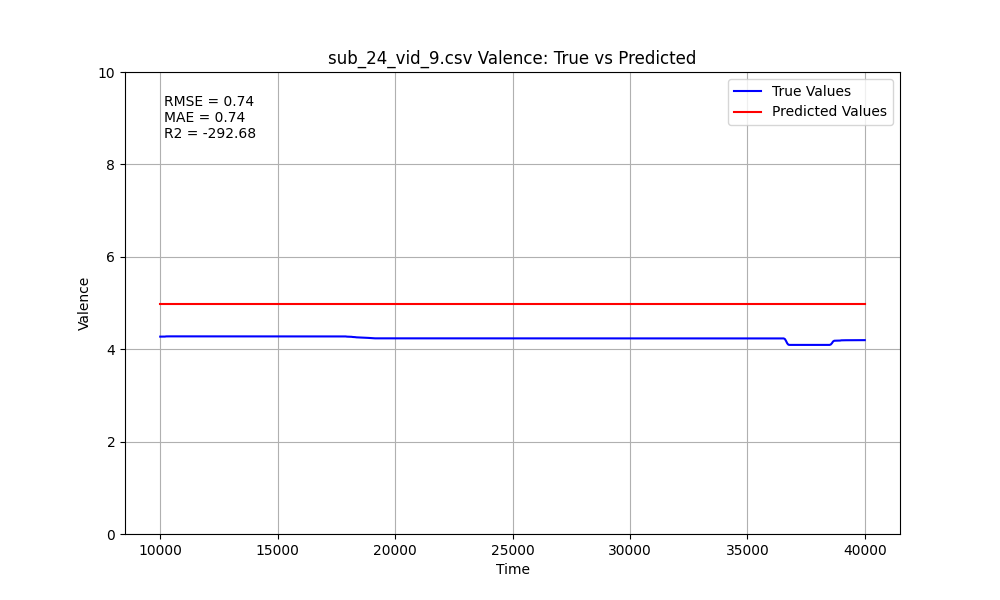 sub_24_vid_9.csv Valence: True vs Predicted
RMSE = 0.74
MAE = 0.74
R2 = -292.68
True Values
Predicted Values
Valence
10
8
6
4
2
0
10000
15000
20000
25000
30000
35000
40000
Time